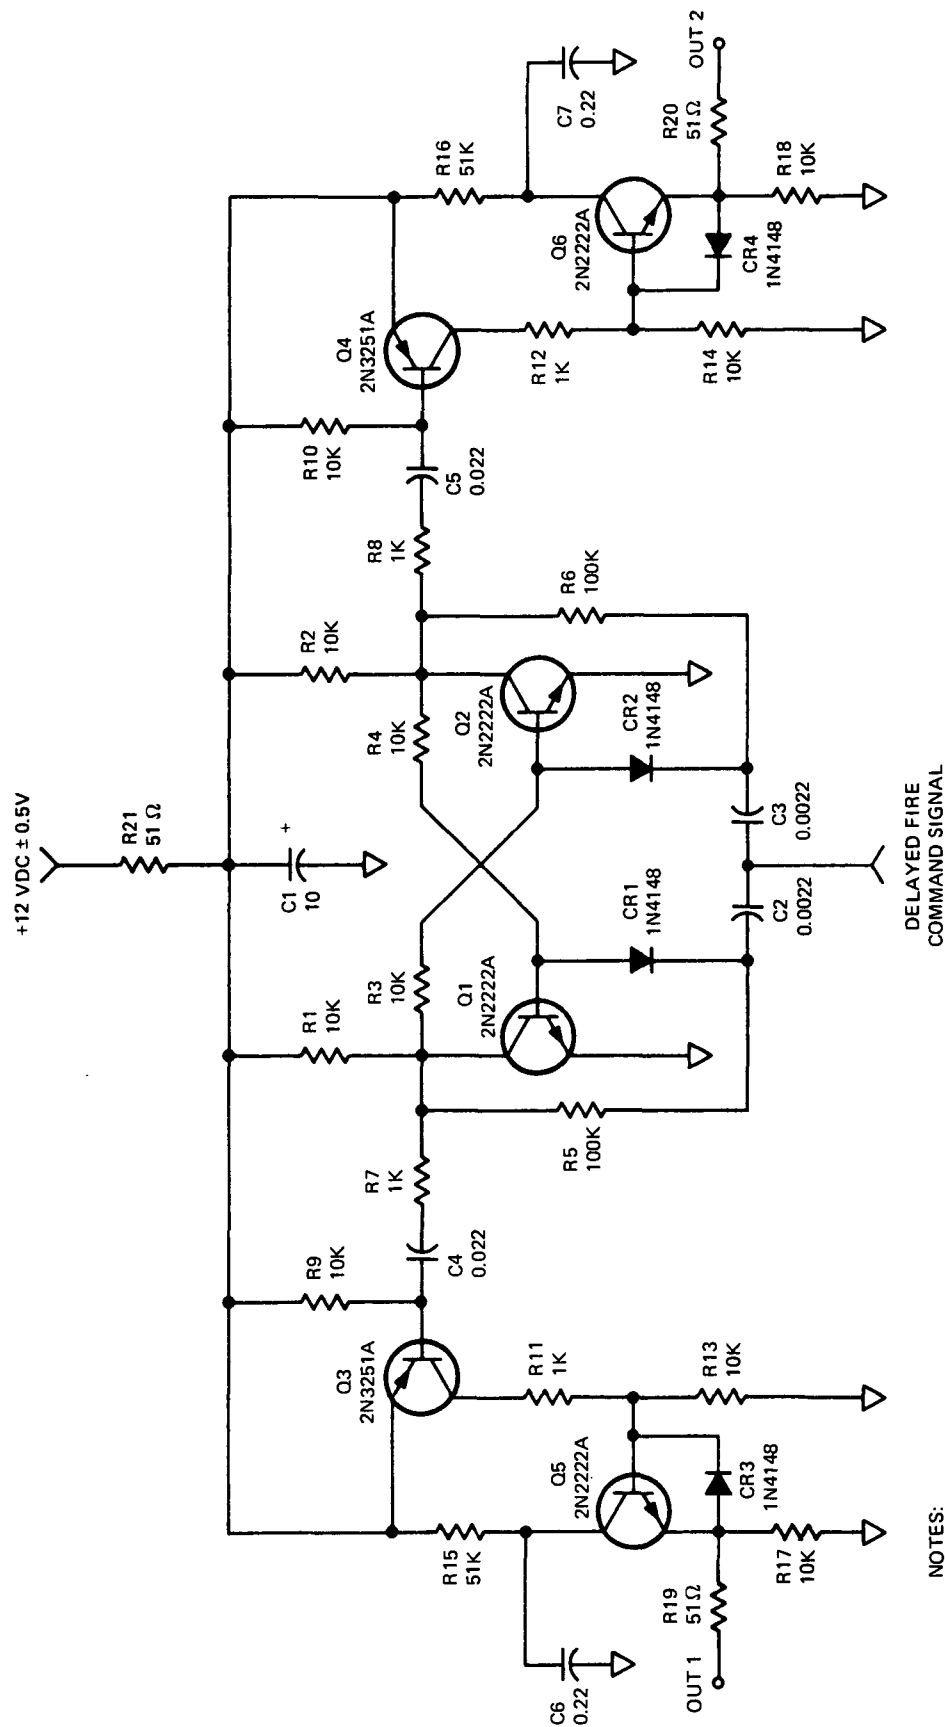 +12 VDC ± 0.5V
R21
51 Ω
C1
10
+
R9
10K
R1
10K
R2
10K
R10
10K
Q3
2N3251A
C4
0.022
R7
1K
R3
10K
R4
10K
R8
1K
C5
0.022
Q4
2N3251A
R15
51K
R11
1K
Q1
2N2222A
Q2
2N2222A
R12
1K
R16
51K
C6
0.22
Q5
2N2222A
R5
100K
CR1
1N4148
CR2
1N4148
R6
100K
Q6
2N2222A
C7
0.22
OUT 1
R19
51Ω
CR3
1N4148
R13
10K
C2
0.0022
C3
0.0022
R14
10K
CR4
1N4148
R20
51Ω
OUT 2
R17
10K
R18
10K
DELAYED FIRE
COMMAND SIGNAL
NOTES: